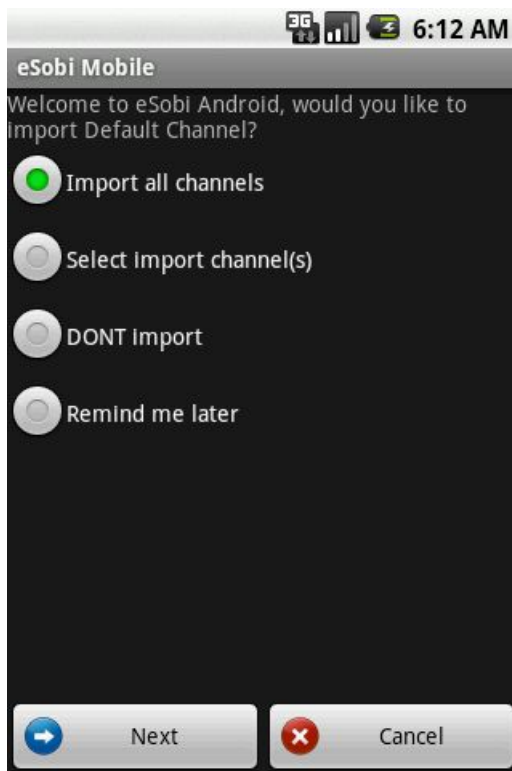 3G 6:12 AM
eSobi Mobile
Welcome to eSobi Android, would you like to
import Default Channel?
Import all channels
Select import channel(s)
DONT import
Remind me later
Next Cancel